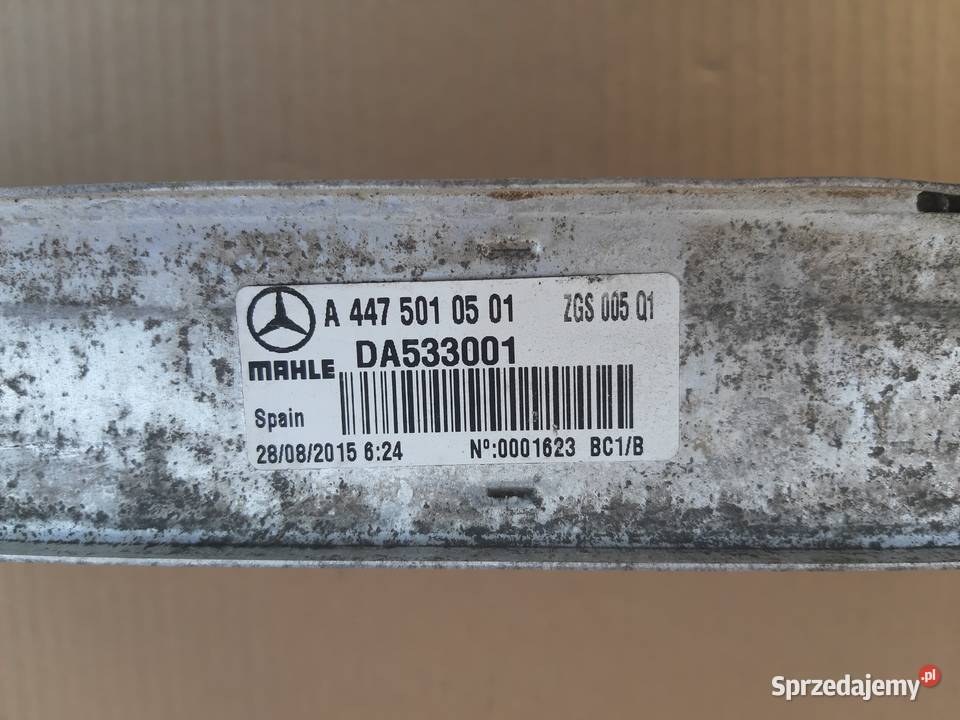 A 447 501 05 01 ZGS 005 Q1
MAHLE DA533001
Spain
28/08/2015 6:24 Nº:0001623 BC1/B
Sprzedajemy.pl